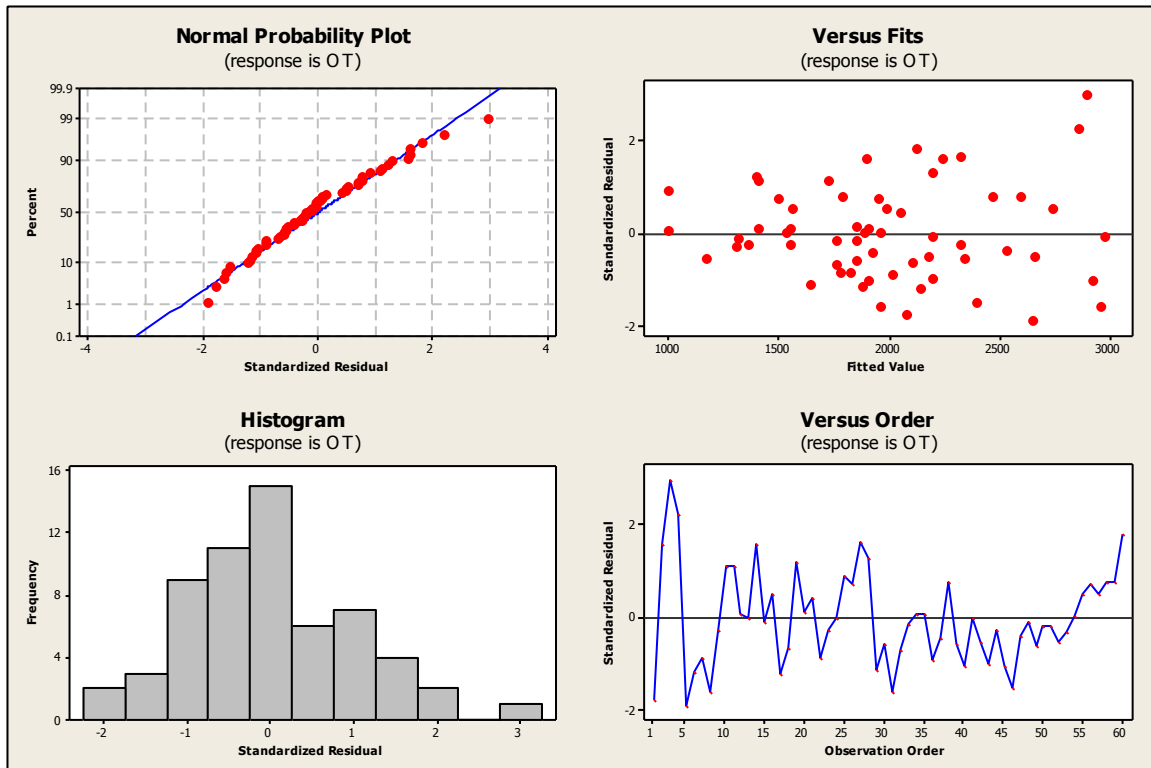 Normal Probability Plot
(response is OT)
99.9
99
90
50
10
1
0.1
Percent
-4
-2
0
2
4
Standardized Residual
Versus Fits
(response is OT)
2
0
-2
Standardized Residual
1000
1500
2000
2500
3000
Fitted Value
Histogram
(response is OT)
16
12
8
4
0
Frequency
-2
-1
0
1
2
3
Standardized Residual
Versus Order
(response is OT)
2
0
-2
Standardized Residual
1
5
10
15
20
25
30
35
40
45
50
55
60
Observation Order